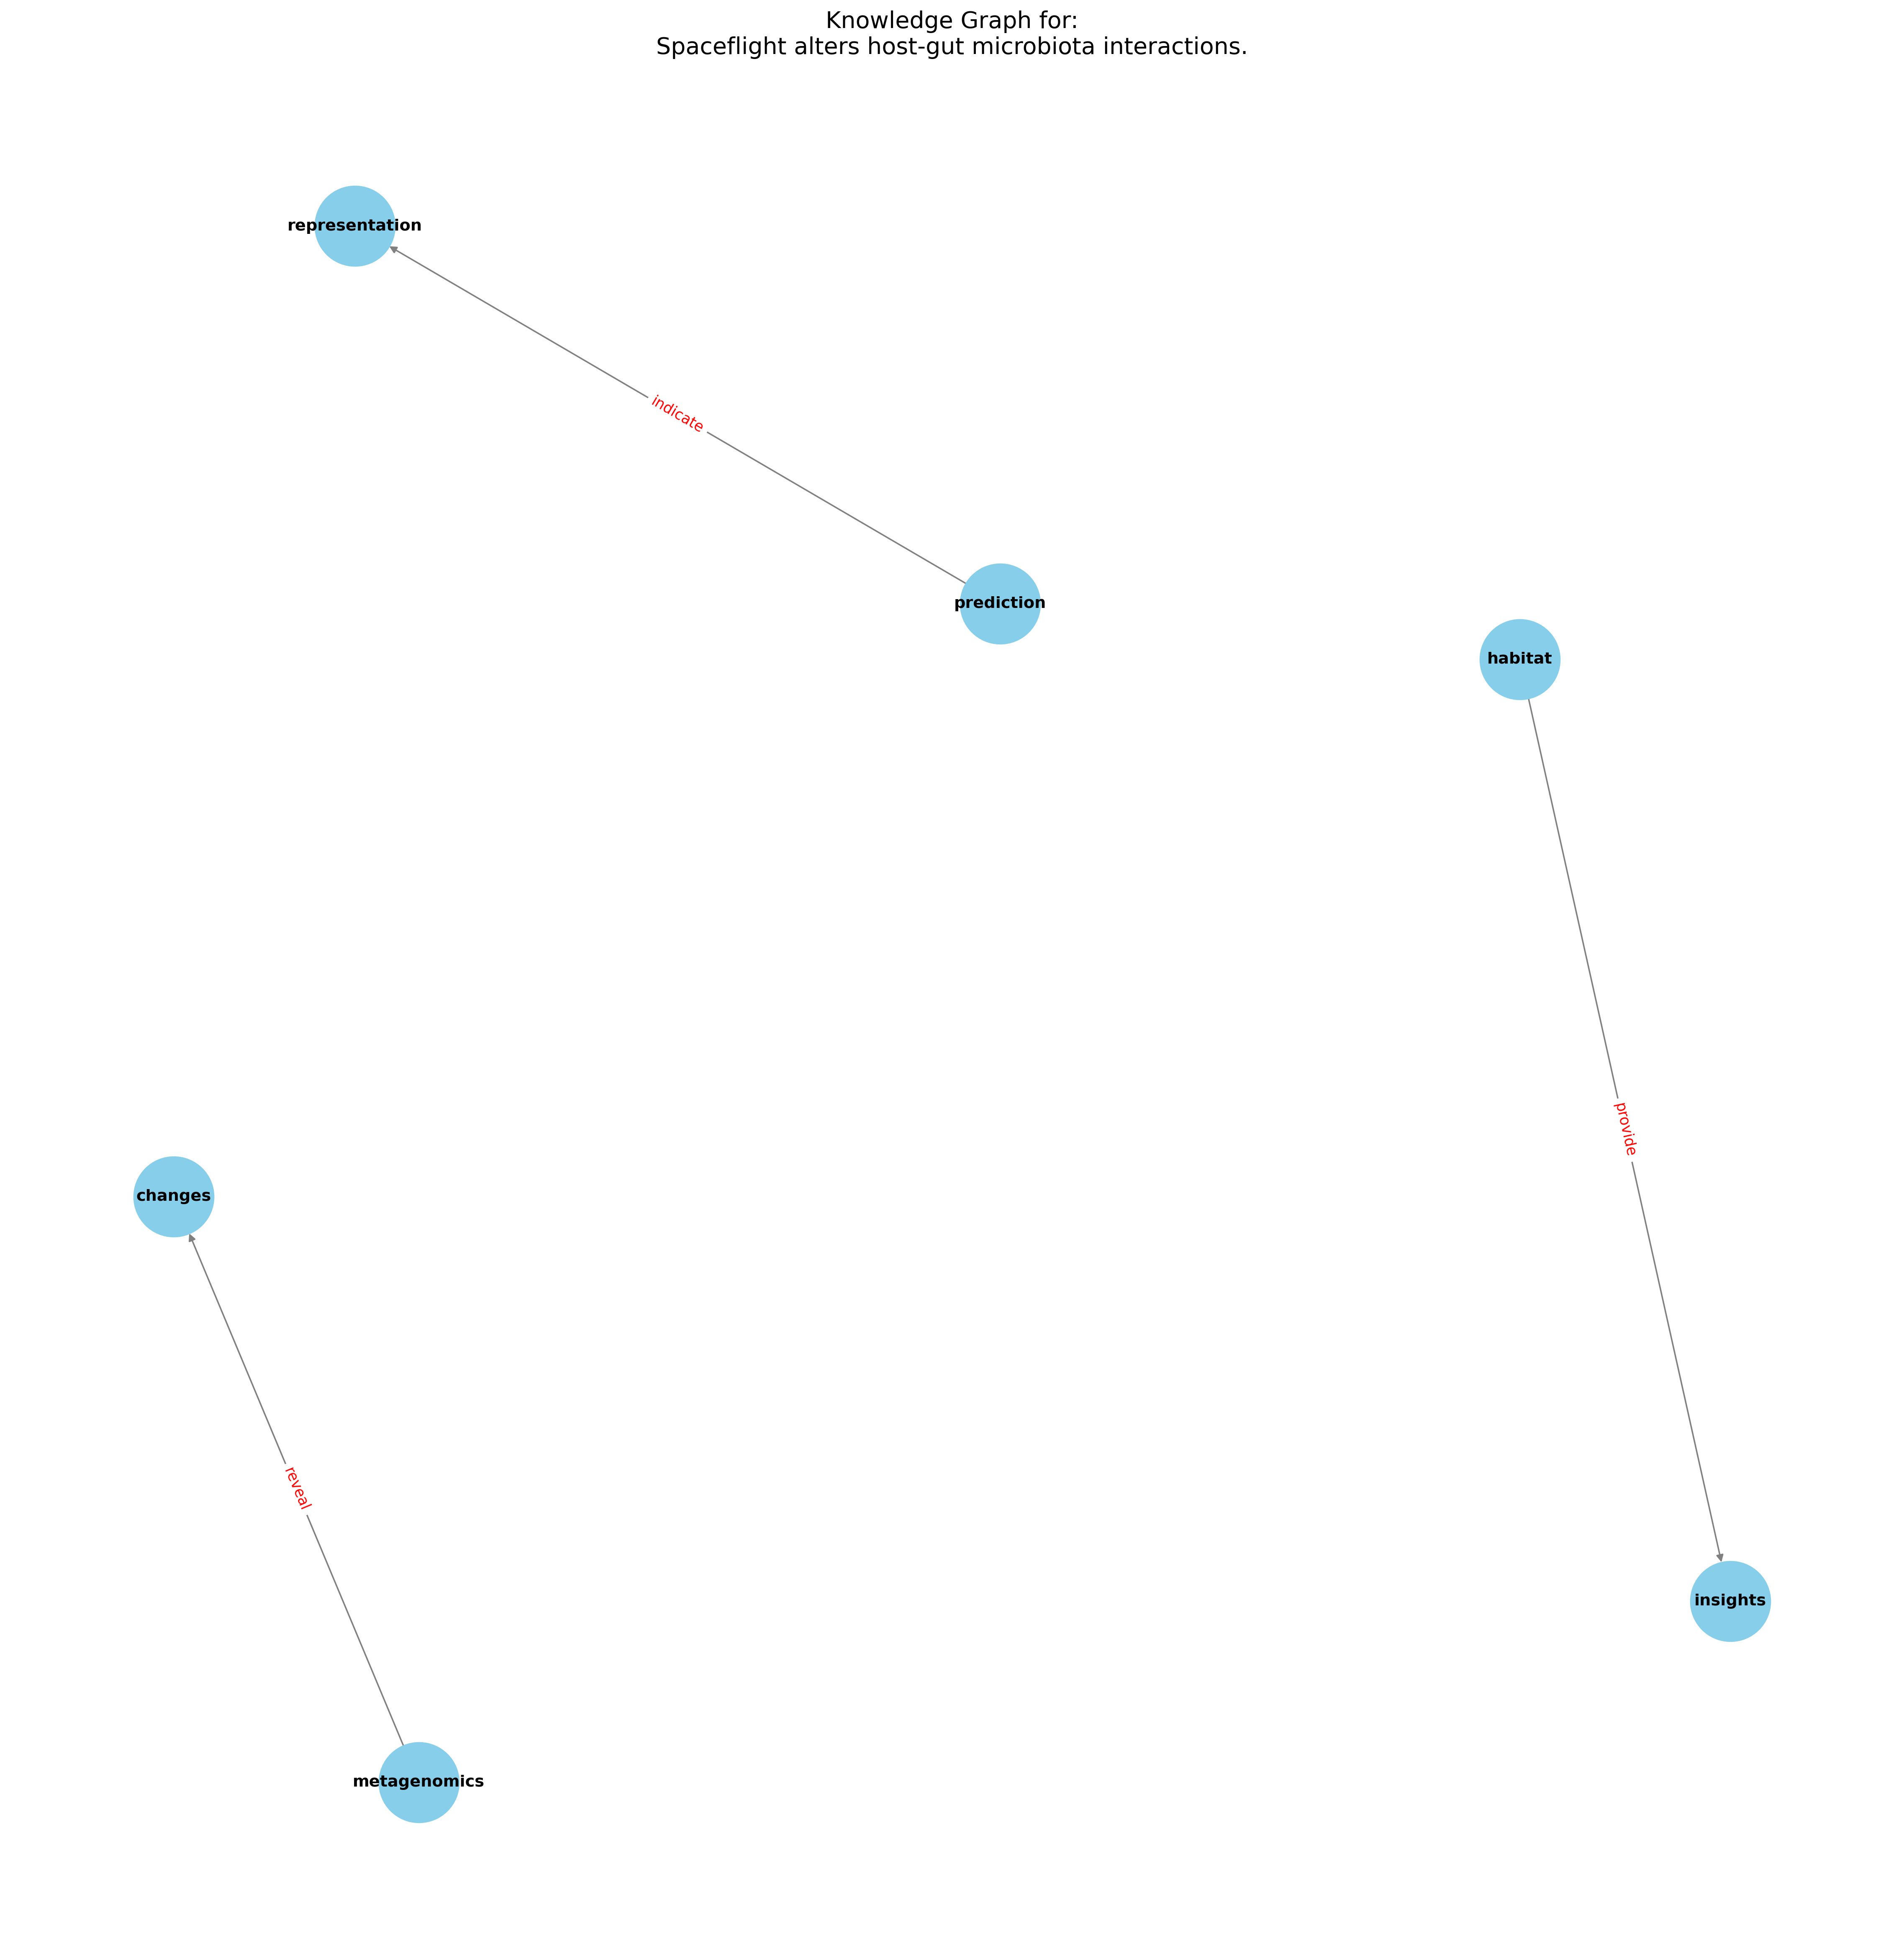 Knowledge Graph for:
Spaceflight alters host-gut microbiota interactions.
representation
indicate
prediction
habitat
provide
changes
reveal
insights
metagenomics